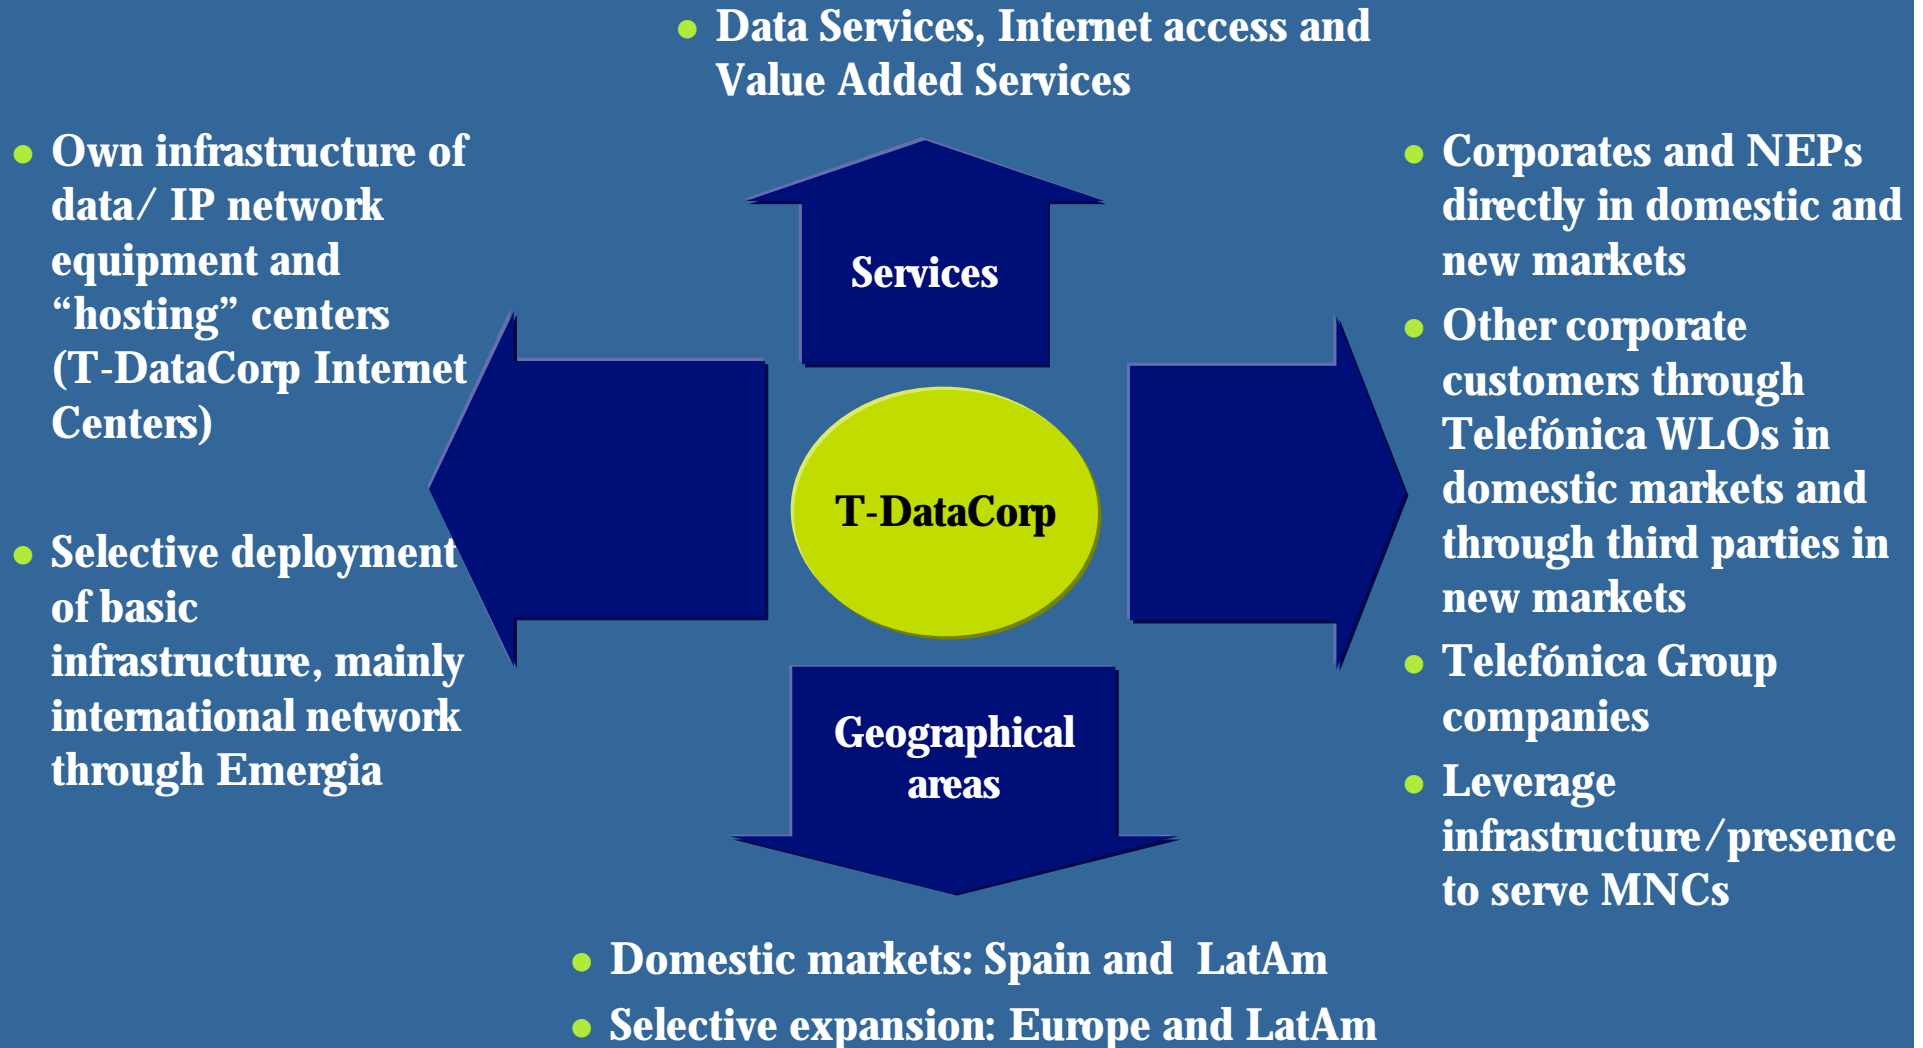 Data Services, Internet access and
Value Added Services
Own infrastructure of
data/ IP network
equipment and
“hosting” centers
(T-DataCorp Internet
Centers)
Selective deployment
of basic
infrastructure, mainly
international network
through Emergia
Services
T-DataCorp
Geographical
areas
Corporates and NEPs
directly in domestic and
new markets
Other corporate
customers through
Telefónica WLOs in
domestic markets and
through third parties in
new markets
Telefónica Group
companies
Leverage
infrastructure/presence
to serve MNCs
Domestic markets: Spain and LatAm
Selective expansion: Europe and LatAm